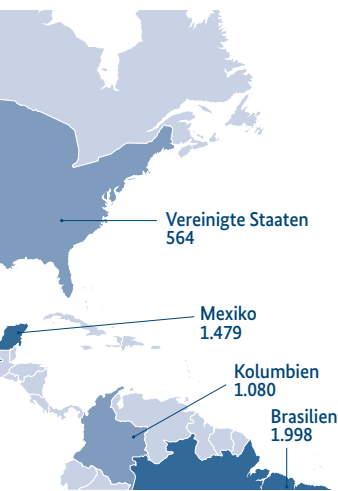 Vereinigte Staaten
564
Mexiko
1.479
Kolumbien
1.080
Brasilien
1.998